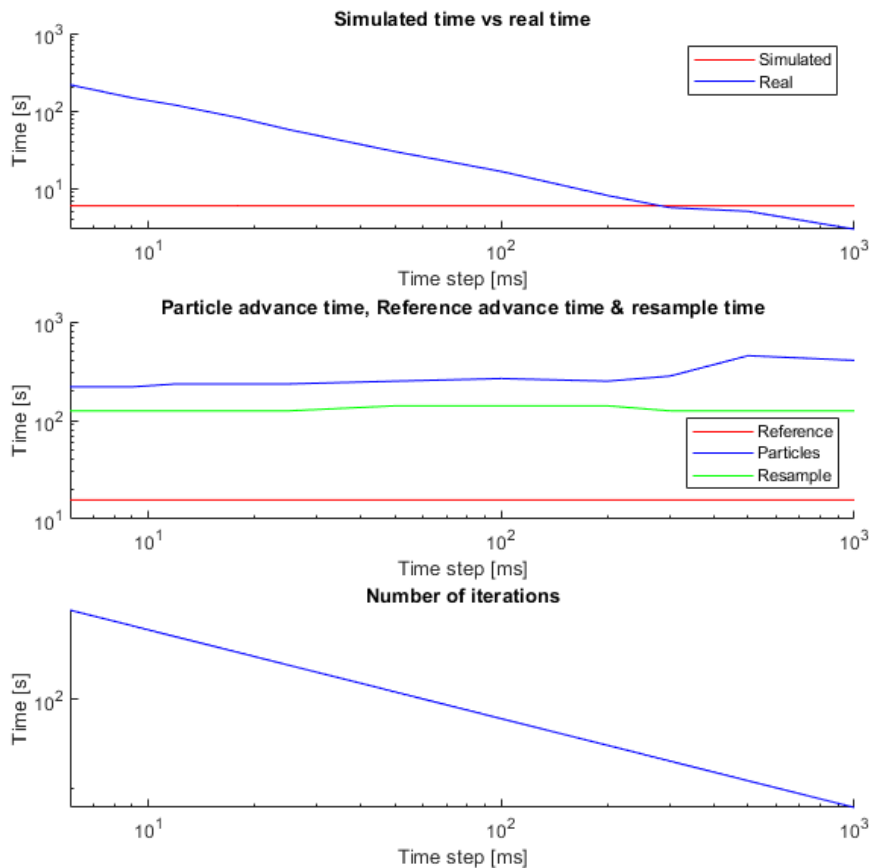 Simulated time vs real time
10^3
10^2
10^1
Time [s]
Simulated
Real
10^1 10^2 10^3
Time step [ms]
Particle advance time, Reference advance time & resample time
10^3
10^2
10^1
Time [s]
Reference
Particles
Resample
10^1 10^2 10^3
Time step [ms]
Number of iterations
10^2
Time [s]
10^1 10^2 10^3
Time step [ms]